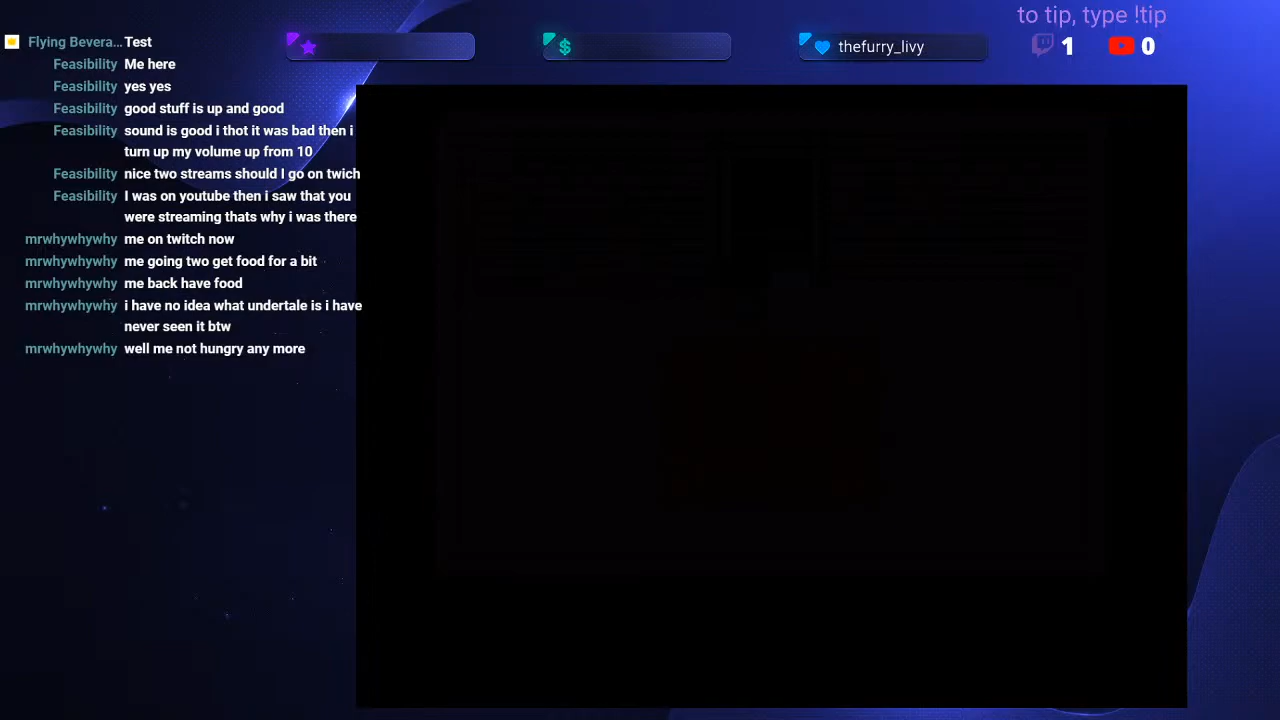 to tip, type !tip
thefurry_livy
1
0
Flying Bevera... Test
Feasibility Me here
Feasibility yes yes
Feasibility good stuff is up and good
Feasibility sound is good i thot it was bad then i
turn up my volume up from 10
Feasibility nice two streams should I go on twich
Feasibility I was on youtube then i saw that you
were streaming thats why i was there
mrwhywhywhy me on twitch now
mrwhywhywhy me going two get food for a bit
mrwhywhywhy me back have food
mrwhywhywhy i have no idea what undertale is i have
never seen it btw
mrwhywhywhy well me not hungry any more